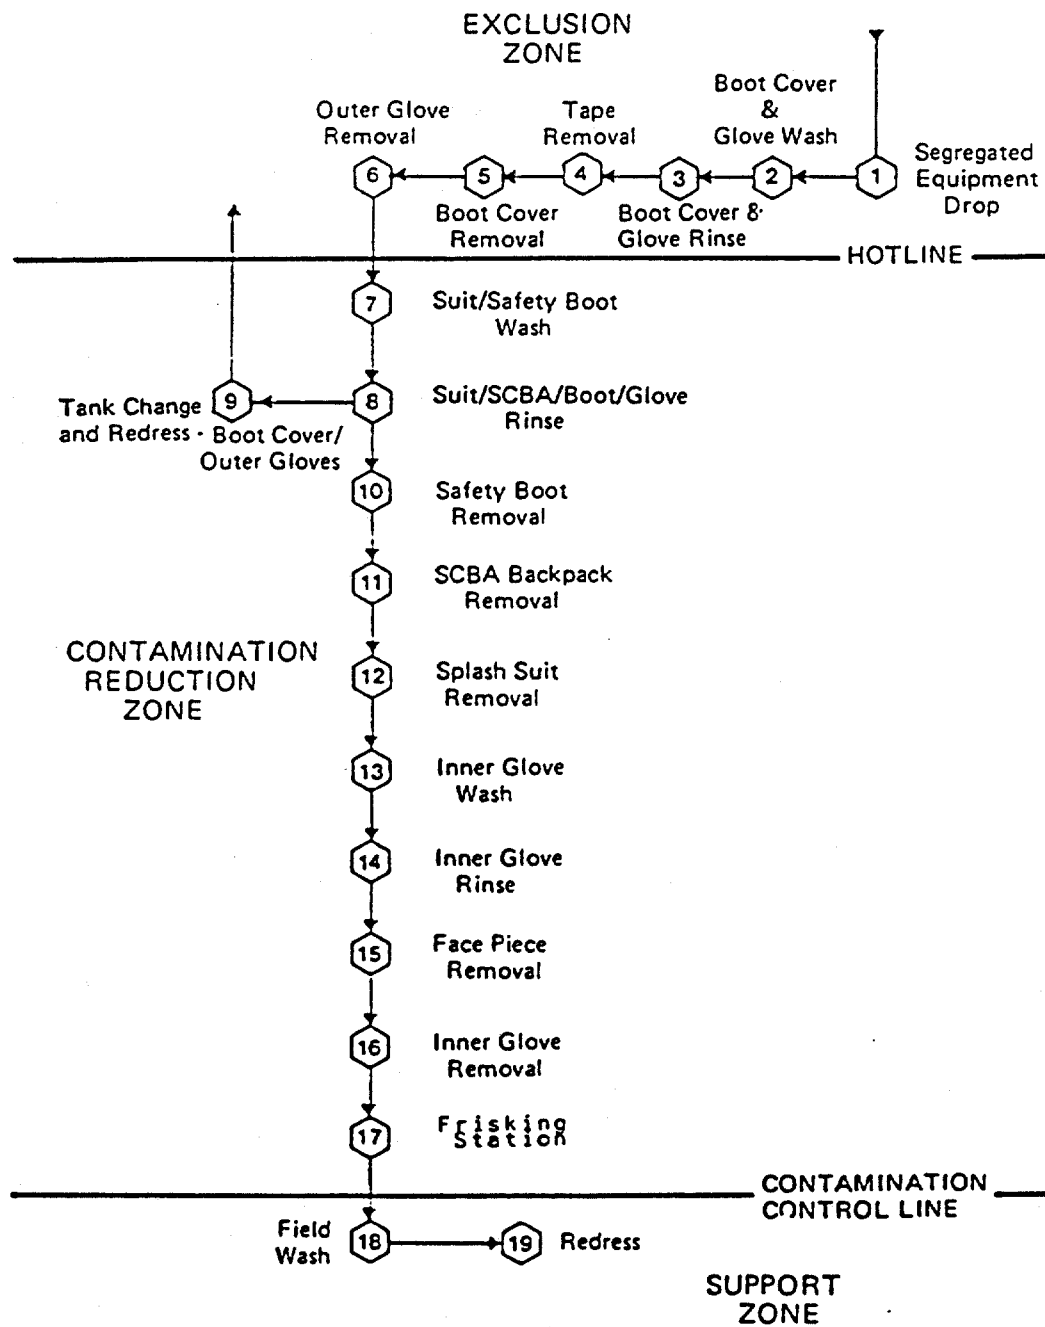 EXCLUSION
ZONE
Boot Cover
&
Glove Wash
Tape
Removal
Outer Glove
Removal
Segregated
Equipment
Drop
6
5
4
3
2
1
Boot Cover
Removal
Boot Cover &
Glove Rinse
HOTLINE
7
Suit/Safety Boot
Wash
9
8
Suit/SCBA/Boot/Glove
Rinse
Tank Change
and Redress - Boot Cover/
Outer Gloves
10
Safety Boot
Removal
11
SCBA Backpack
Removal
CONTAMINATION
REDUCTION
ZONE
12
Splash Suit
Removal
13
Inner Glove
Wash
14
Inner Glove
Rinse
15
Face Piece
Removal
16
Inner Glove
Removal
17
Frisking
Station
CONTAMINATION
CONTROL LINE
Field
Wash
18
19
Redress
SUPPORT
ZONE